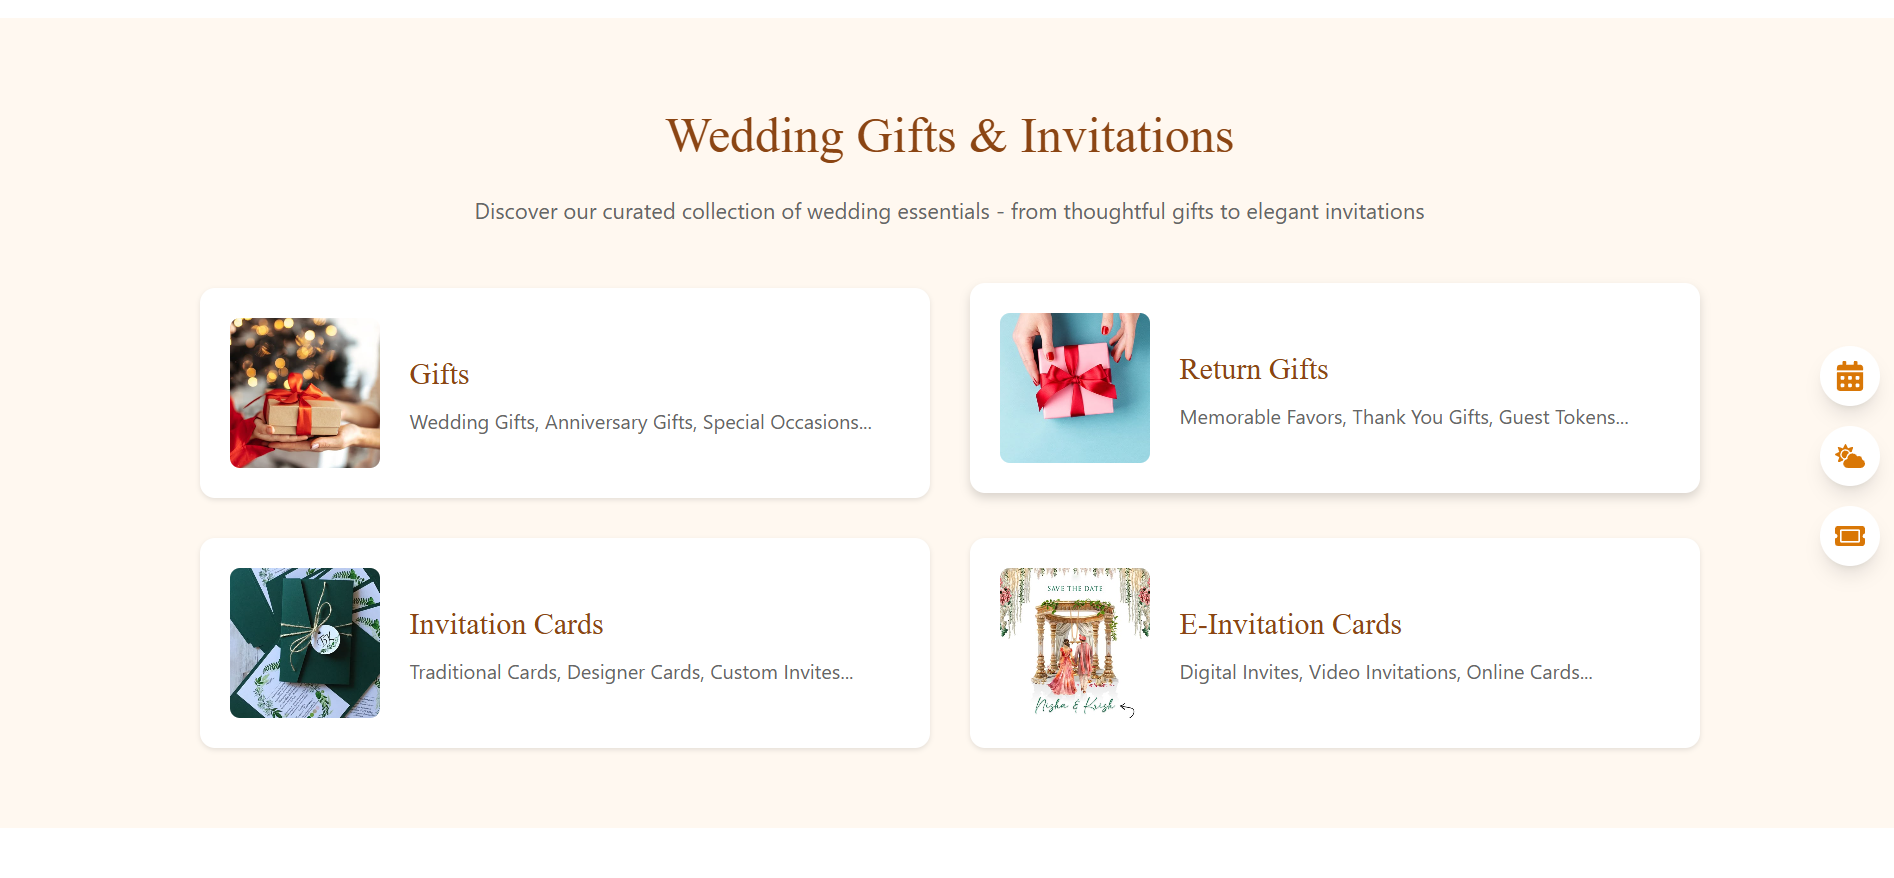 Wedding Gifts & Invitations
Discover our curated collection of wedding essentials - from thoughtful gifts to elegant invitations
Gifts
Wedding Gifts, Anniversary Gifts, Special Occasions...
Return Gifts
Memorable Favors, Thank You Gifts, Guest Tokens...
Invitation Cards
Traditional Cards, Designer Cards, Custom Invites...
SAVE THE DATE
Nisha & Krish
E-Invitation Cards
Digital Invites, Video Invitations, Online Cards...